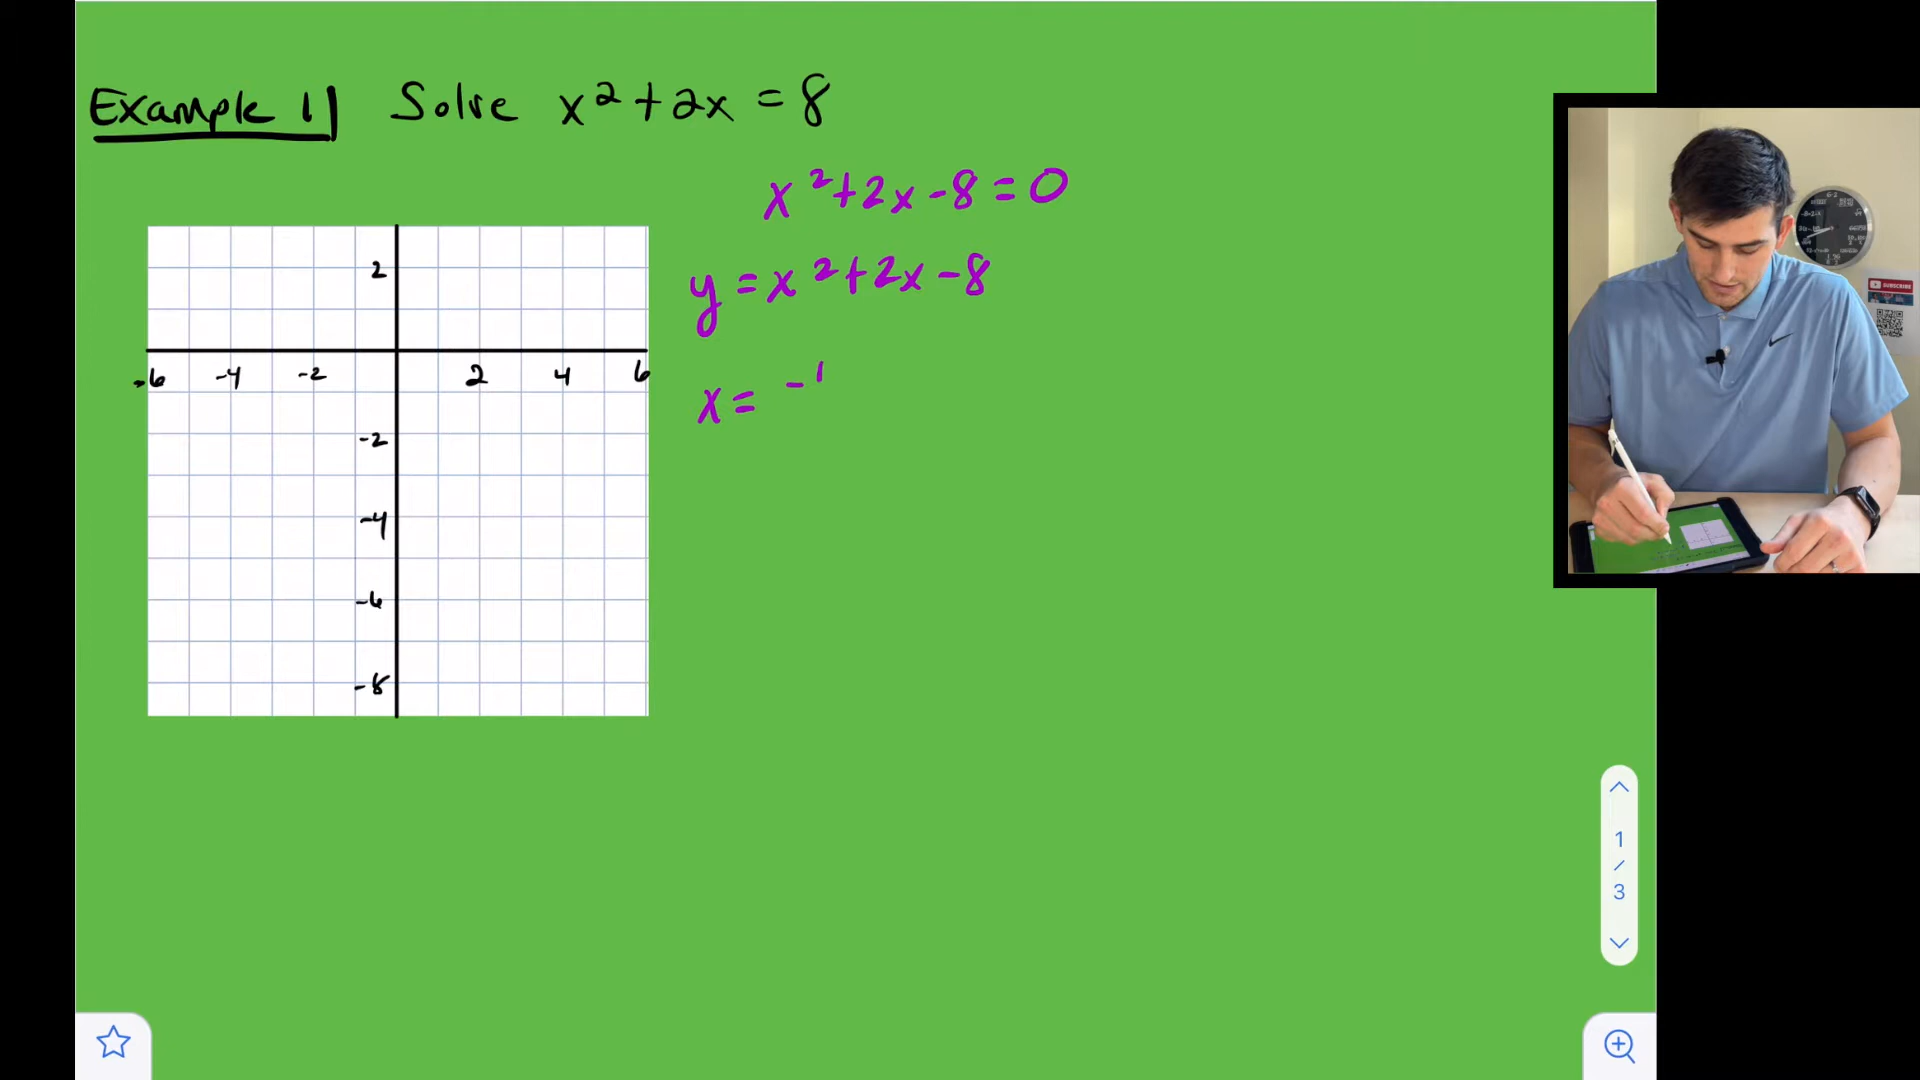 Example 1) Solve x²+2x=8
x²+2x-8=0
y=x²+2x-8
x= -1
2
-6 -4 -2 2 4 6
-2
-4
-6
-8
SUBSCRIBE
1
/
3